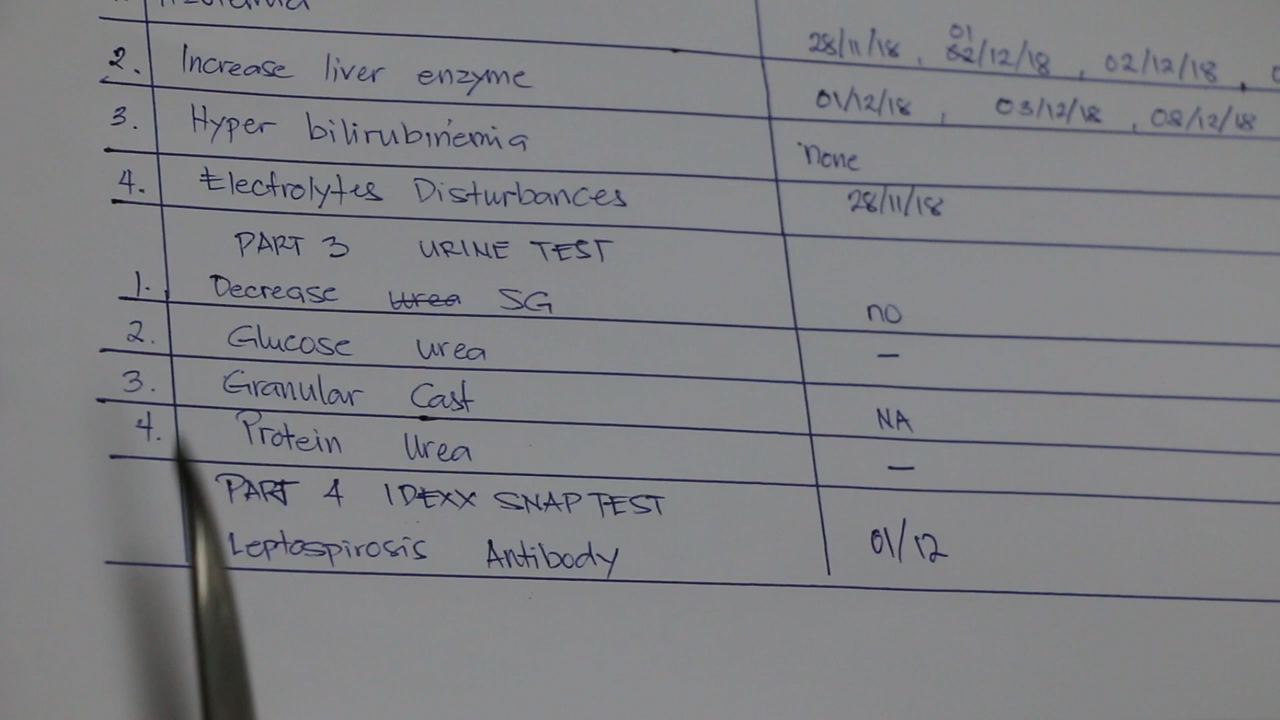 2. Increase liver enzyme 01/12/18, 03/12/18, 08/12/18
28/11/18, 01 02/12/18, 02/12/18,
3. Hyper bilirubinemia none
4. Electrolytes Disturbances 28/11/18
PART 3 URINE TEST
1. Decrease Urea SG no
2. Glucose urea –
3. Granular Cast NA
4. Protein Urea –
PART 4 IDEXX SNAP TEST
Leptospirosis Antibody 01/12